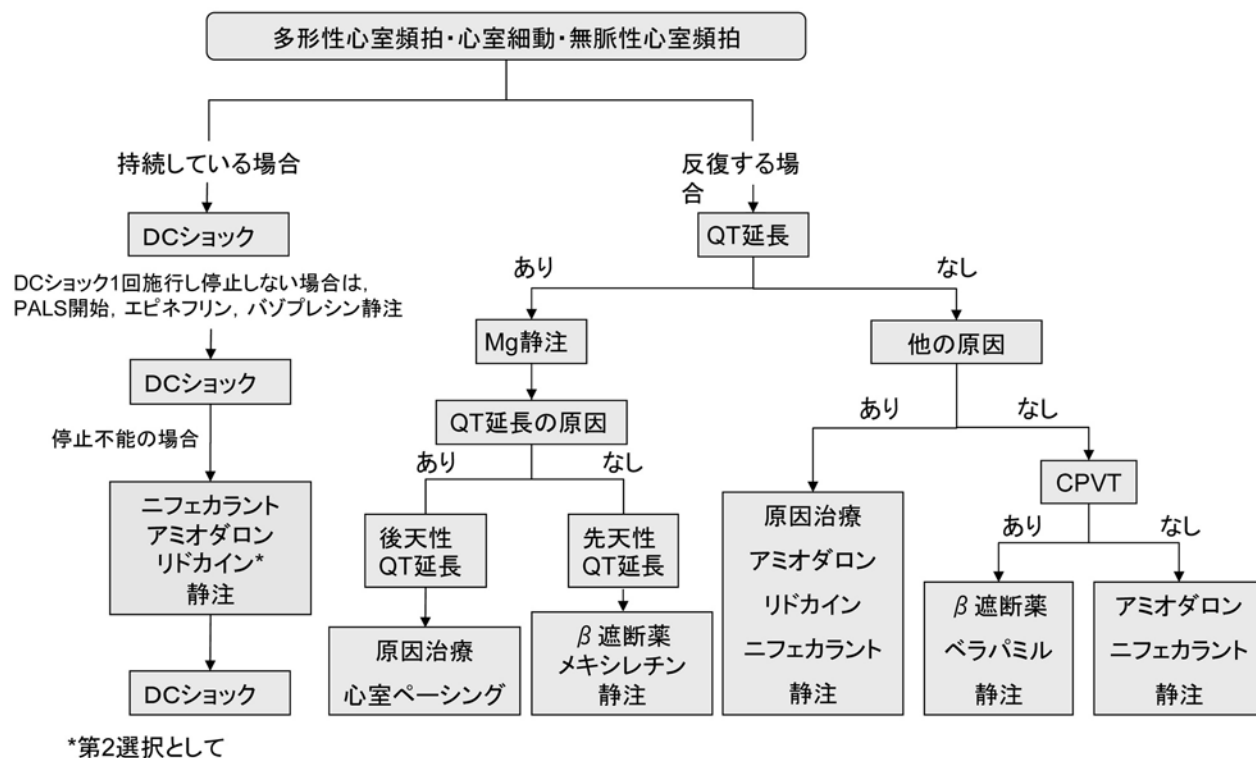 多形性心室頻拍・心室細動・無脈性心室頻拍
持続している場合
DCショック
DCショック1回施行し停止しない場合は，
PALS開始，エピネフリン，バゾプレシン静注
DCショック
停止不能の場合
ニフェカラント
アミオダロン
リドカイン*
静注
DCショック
*第2選択として
反復する場
合
QT延長
あり
なし
Mg静注
QT延長の原因
あり
なし
後天性
QT延長
原因治療
心室ペーシング
先天性
QT延長
β遮断薬
メキシレチン
静注
他の原因
あり
なし
原因治療
アミオダロン
リドカイン
ニフェカラント
静注
CPVT
あり
なし
β遮断薬
ベラパミル
静注
アミオダロン
ニフェカラント
静注